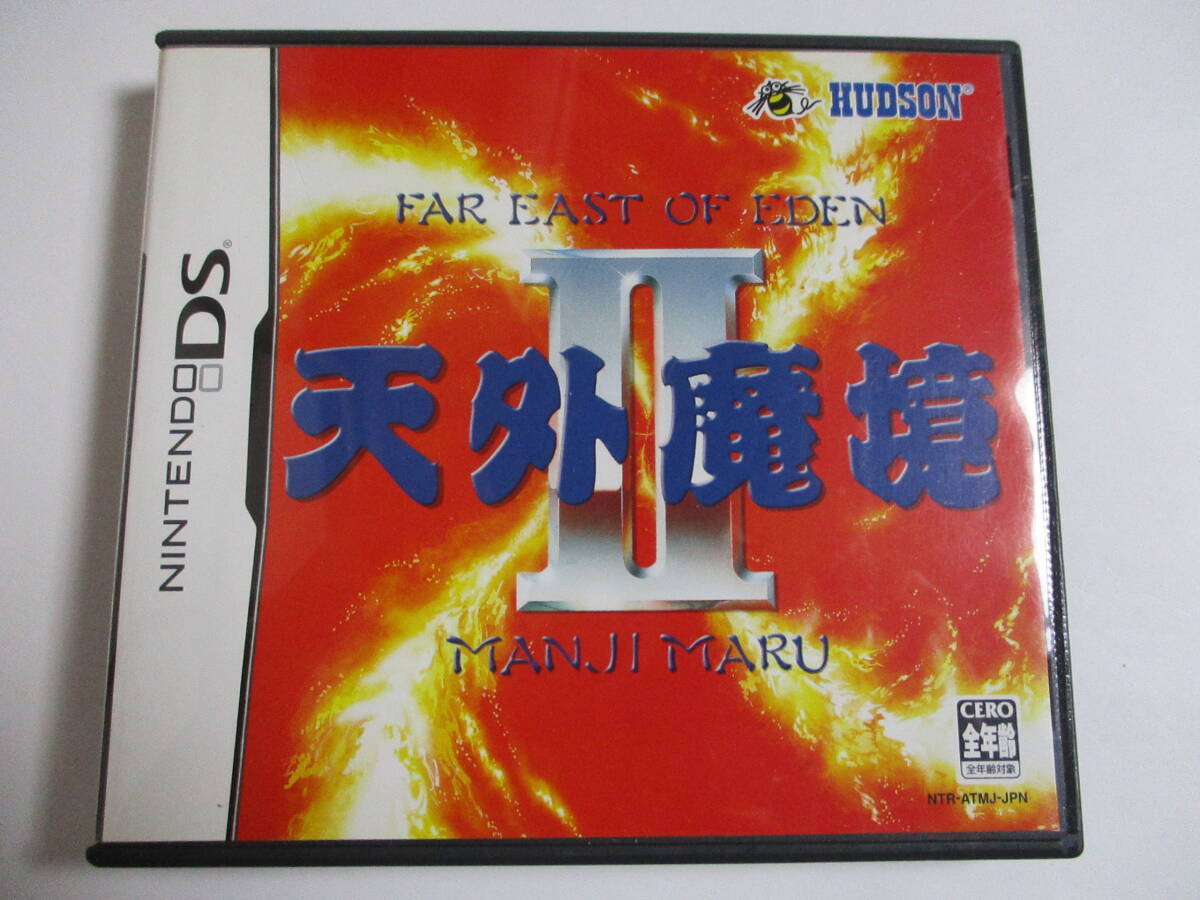 NINTENDO DS®
HUDSON®
FAR EAST OF EDEN
II
天外魔境
MANJI MARU
CERO
全年齢
全年齢対象
NTR-ATMJ-JPN